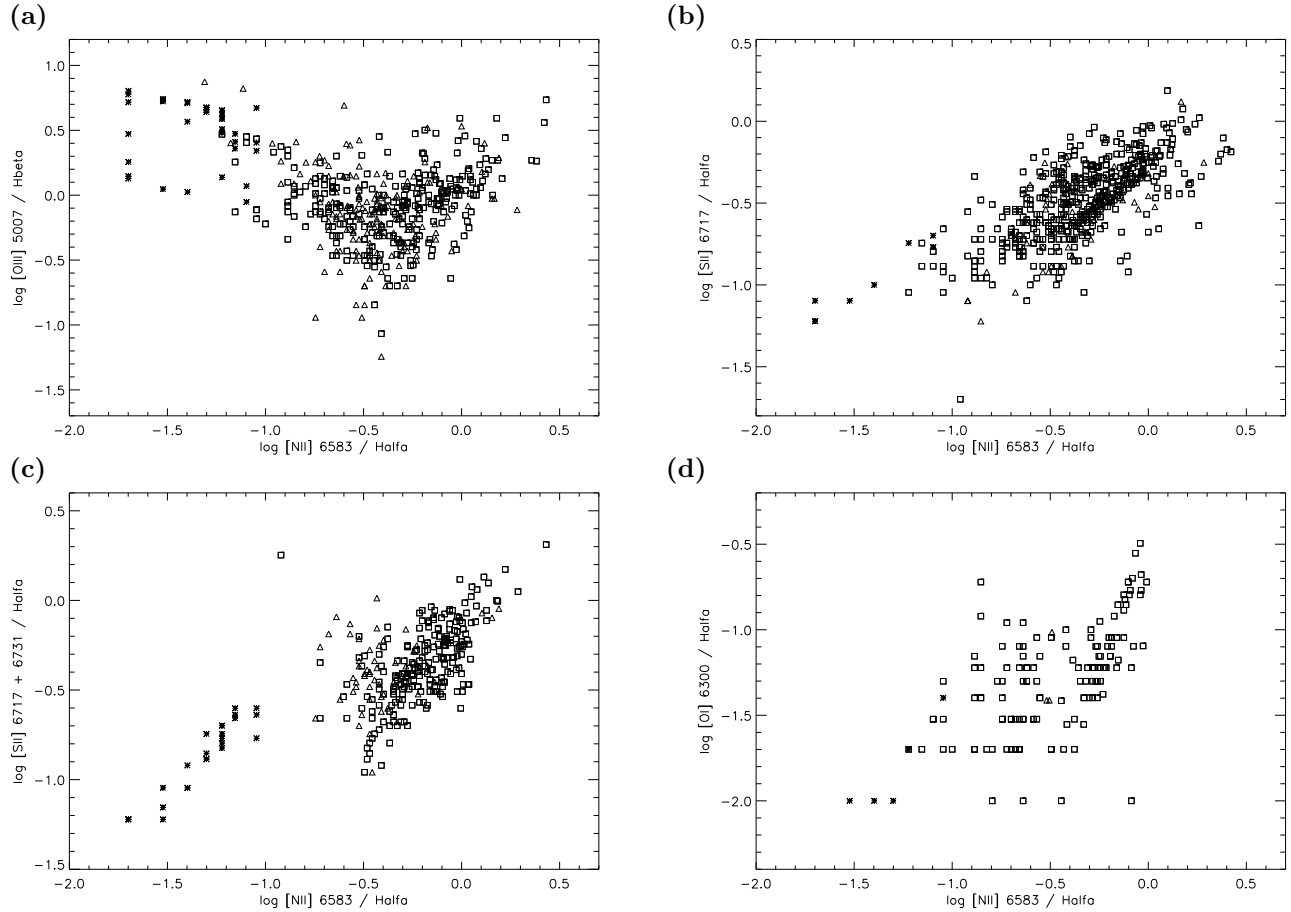 (a)
1.0
0.5
0.0
−0.5
−1.0
−1.5
log [OIII] 5007 / Hbeta
−2.0 −1.5 −1.0 −0.5 0.0 0.5
log [NII] 6583 / Halfa
(b)
0.5
0.0
−0.5
−1.0
−1.5
log [SII] 6717 / Halfa
−2.0 −1.5 −1.0 −0.5 0.0 0.5
log [NII] 6583 / Halfa
(c)
0.5
0.0
−0.5
−1.0
−1.5
log [SII] 6717 + 6731 / Halfa
−2.0 −1.5 −1.0 −0.5 0.0 0.5
log [NII] 6583 / Halfa
(d)
−0.5
−1.0
−1.5
−2.0
log [OI] 6300 / Halfa
−2.0 −1.5 −1.0 −0.5 0.0 0.5
log [NII] 6583 / Halfa